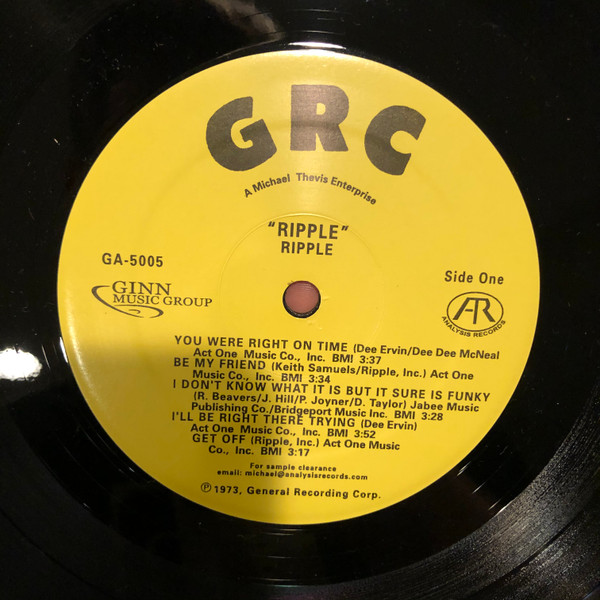 GRC
A Michael Thevis Enterprise
"RIPPLE"
RIPPLE
GA-5005
Side One
GINN
MUSIC GROUP
AR
ANALYSIS RECORDS
YOU WERE RIGHT ON TIME (Dee Ervin/Dee Dee McNeal
Act One Music Co., Inc. BMI 3:37
BE MY FRIEND (Keith Samuels/Ripple, Inc.) Act One
Music Co., Inc. BMI 3:34
I DON'T KNOW WHAT IT IS BUT IT SURE IS FUNKY
(R. Beavers/J. Hill/P. Joyner/D. Taylor) Jabee Music
Publishing Co./Bridgeport Music Inc. BMI 3:28
I'LL BE RIGHT THERE TRYING (Dee Ervin)
Act One Music Co., Inc. BMI 3:52
GET OFF (Ripple, Inc.) Act One Music
Co., Inc. BMI 3:17
For sample clearance
email: michael@analysisrecords.com
℗ 1973, General Recording Corp.